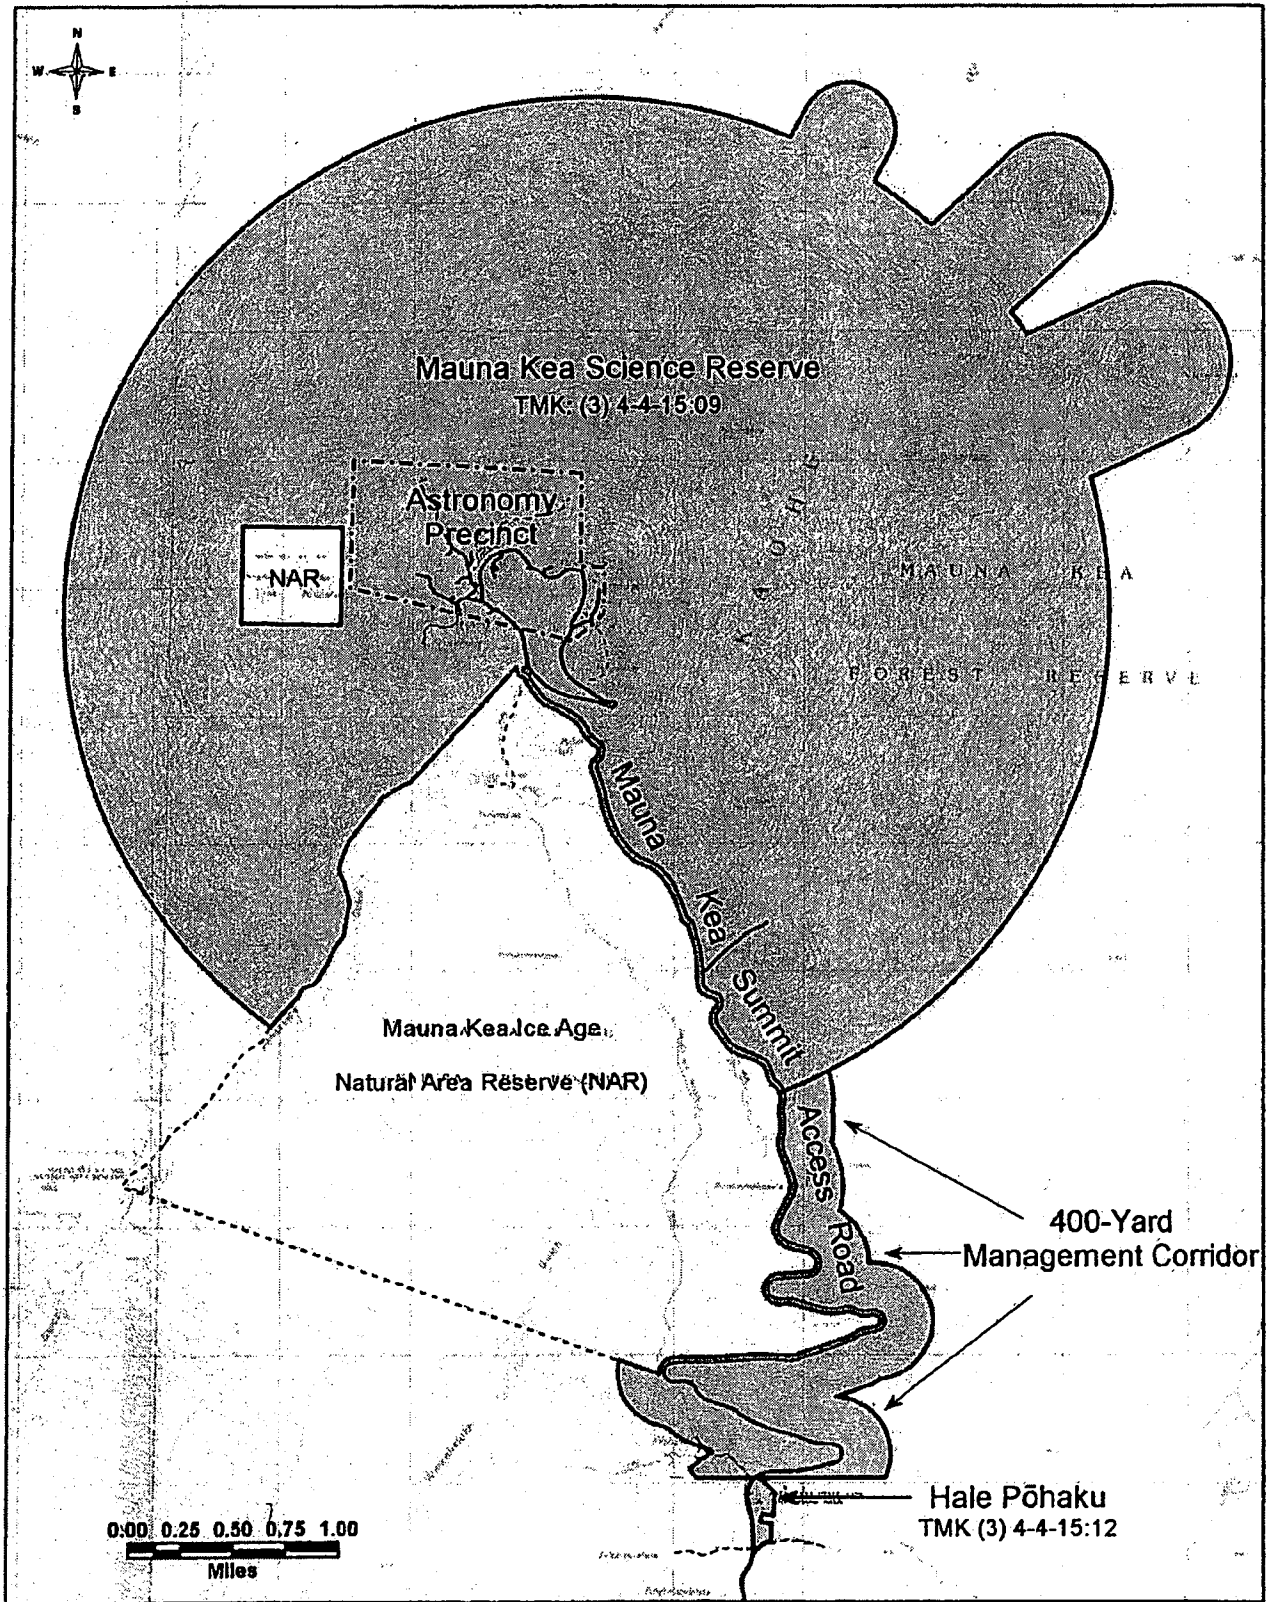 N
W E
S
Mauna Kea Science Reserve
TMK: (3) 4-4-15:09
Astronomy
Precinct
NAR
K A O H E
MAUNA KEA
FOREST RESERVE
Mauna Kea Summit Access Road
Mauna Kea Ice Age
Natural Area Reserve (NAR)
400-Yard
Management Corridor
Hale Pōhaku
TMK (3) 4-4-15:12
0.00 0.25 0.50 0.75 1.00
Miles